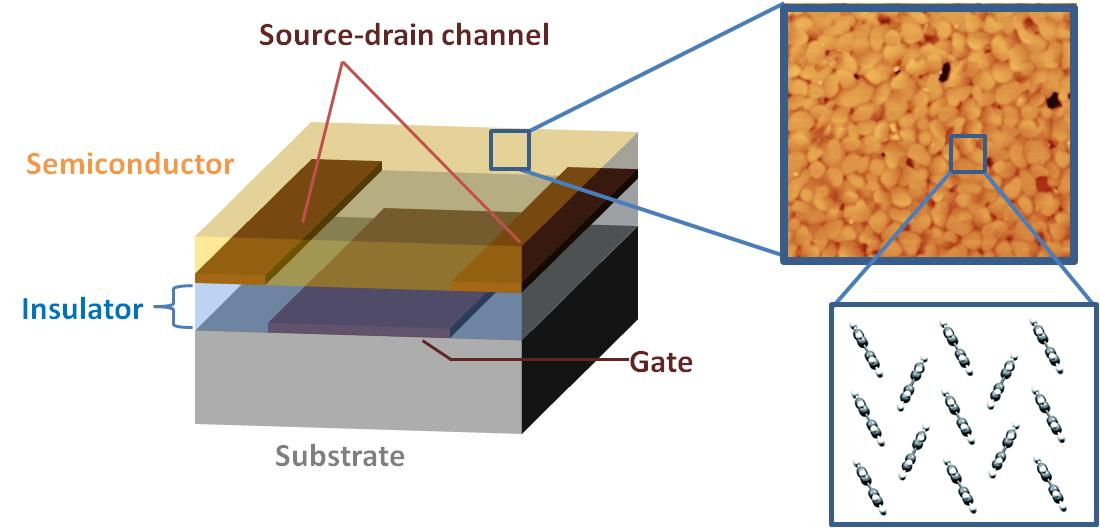 Source-drain channel
Semiconductor
Insulator
Gate
Substrate